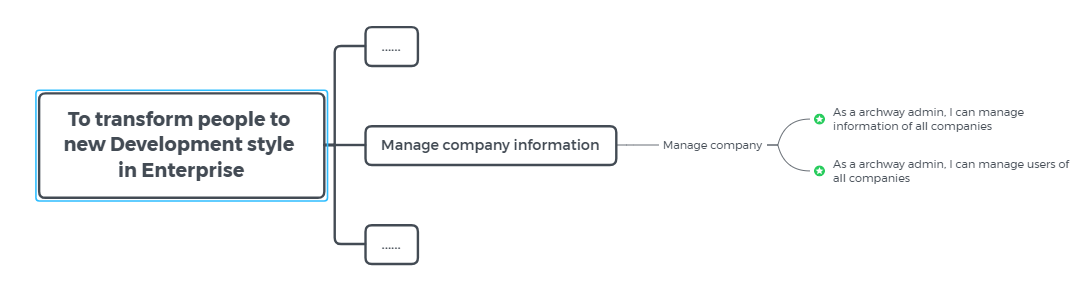 ......
To transform people to
new Development style
in Enterprise
Manage company information
Manage company
As a archway admin, I can manage
information of all companies
As a archway admin, I can manage users of
all companies
......